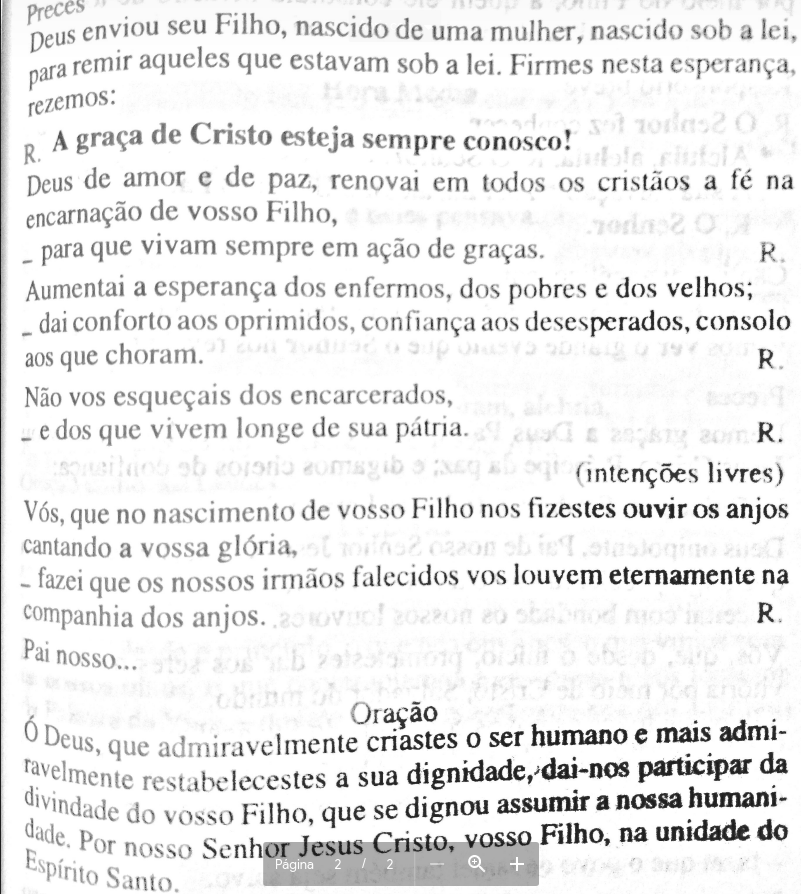 Preces
Deus enviou seu Filho, nascido de uma mulher, nascido sob a lei,
para remir aqueles que estavam sob a lei. Firmes nesta esperança,
rezemos:
R. A graça de Cristo esteja sempre conosco!
Deus de amor e de paz, renovai em todos os cristãos a fé na
encarnação de vosso Filho,
_ para que vivam sempre em ação de graças. R.
Aumentai a esperança dos enfermos, dos pobres e dos velhos;
_ dai conforto aos oprimidos, confiança aos desesperados, consolo
aos que choram. R.
Não vos esqueçais dos encarcerados,
_ e dos que vivem longe de sua pátria. R.
(intenções livres)
Vós, que no nascimento de vosso Filho nos fizestes ouvir os anjos
cantando a vossa glória,
_ fazei que os nossos irmãos falecidos vos louvem eternamente na
companhia dos anjos. R.
Pai nosso...
Oração
Ó Deus, que admiravelmente criastes o ser humano e mais admi-
ravelmente restabelecestes a sua dignidade, dai-nos participar da
divindade do vosso Filho, que se dignou assumir a nossa humani-
dade. Por nosso Senhor Jesus Cristo, vosso Filho, na unidade do
Espírito Santo.
Página 2 / 2